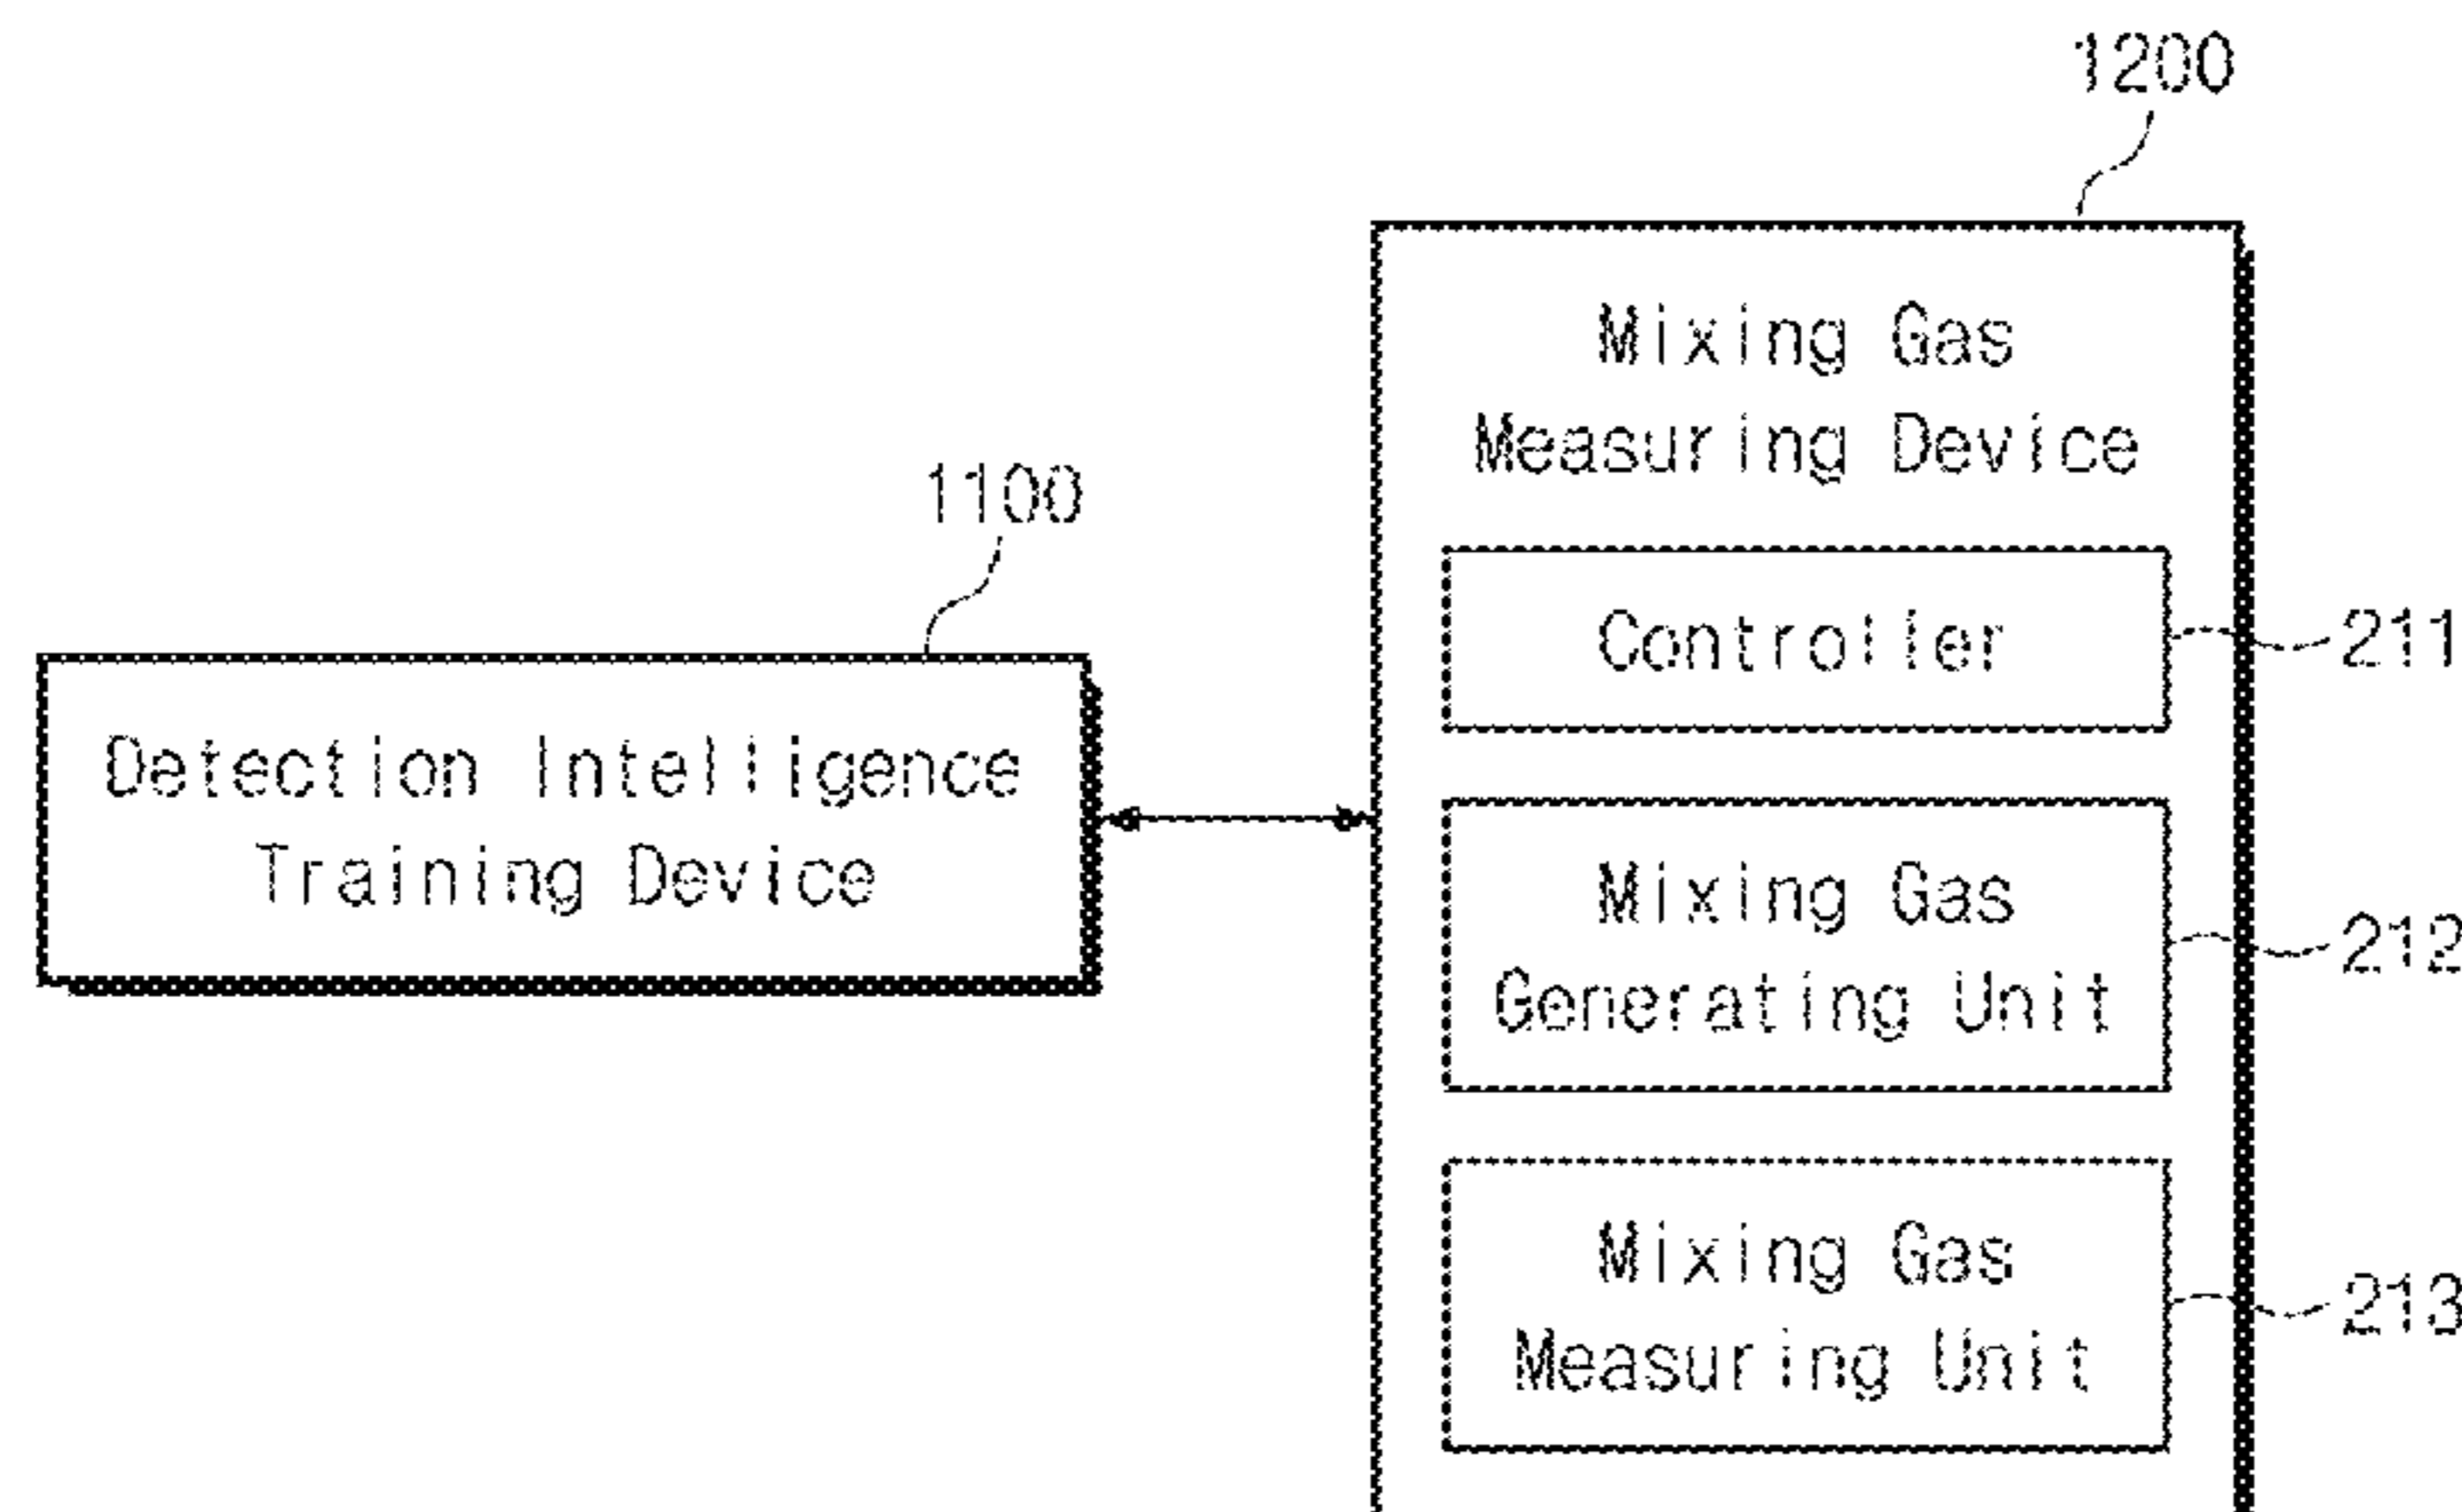 1200
Mixing Gas
Measuring Device
1100
Controller
211
Detection Intelligence
Training Device
Mixing Gas
Generating Unit
212
Mixing Gas
Measuring Unit
213